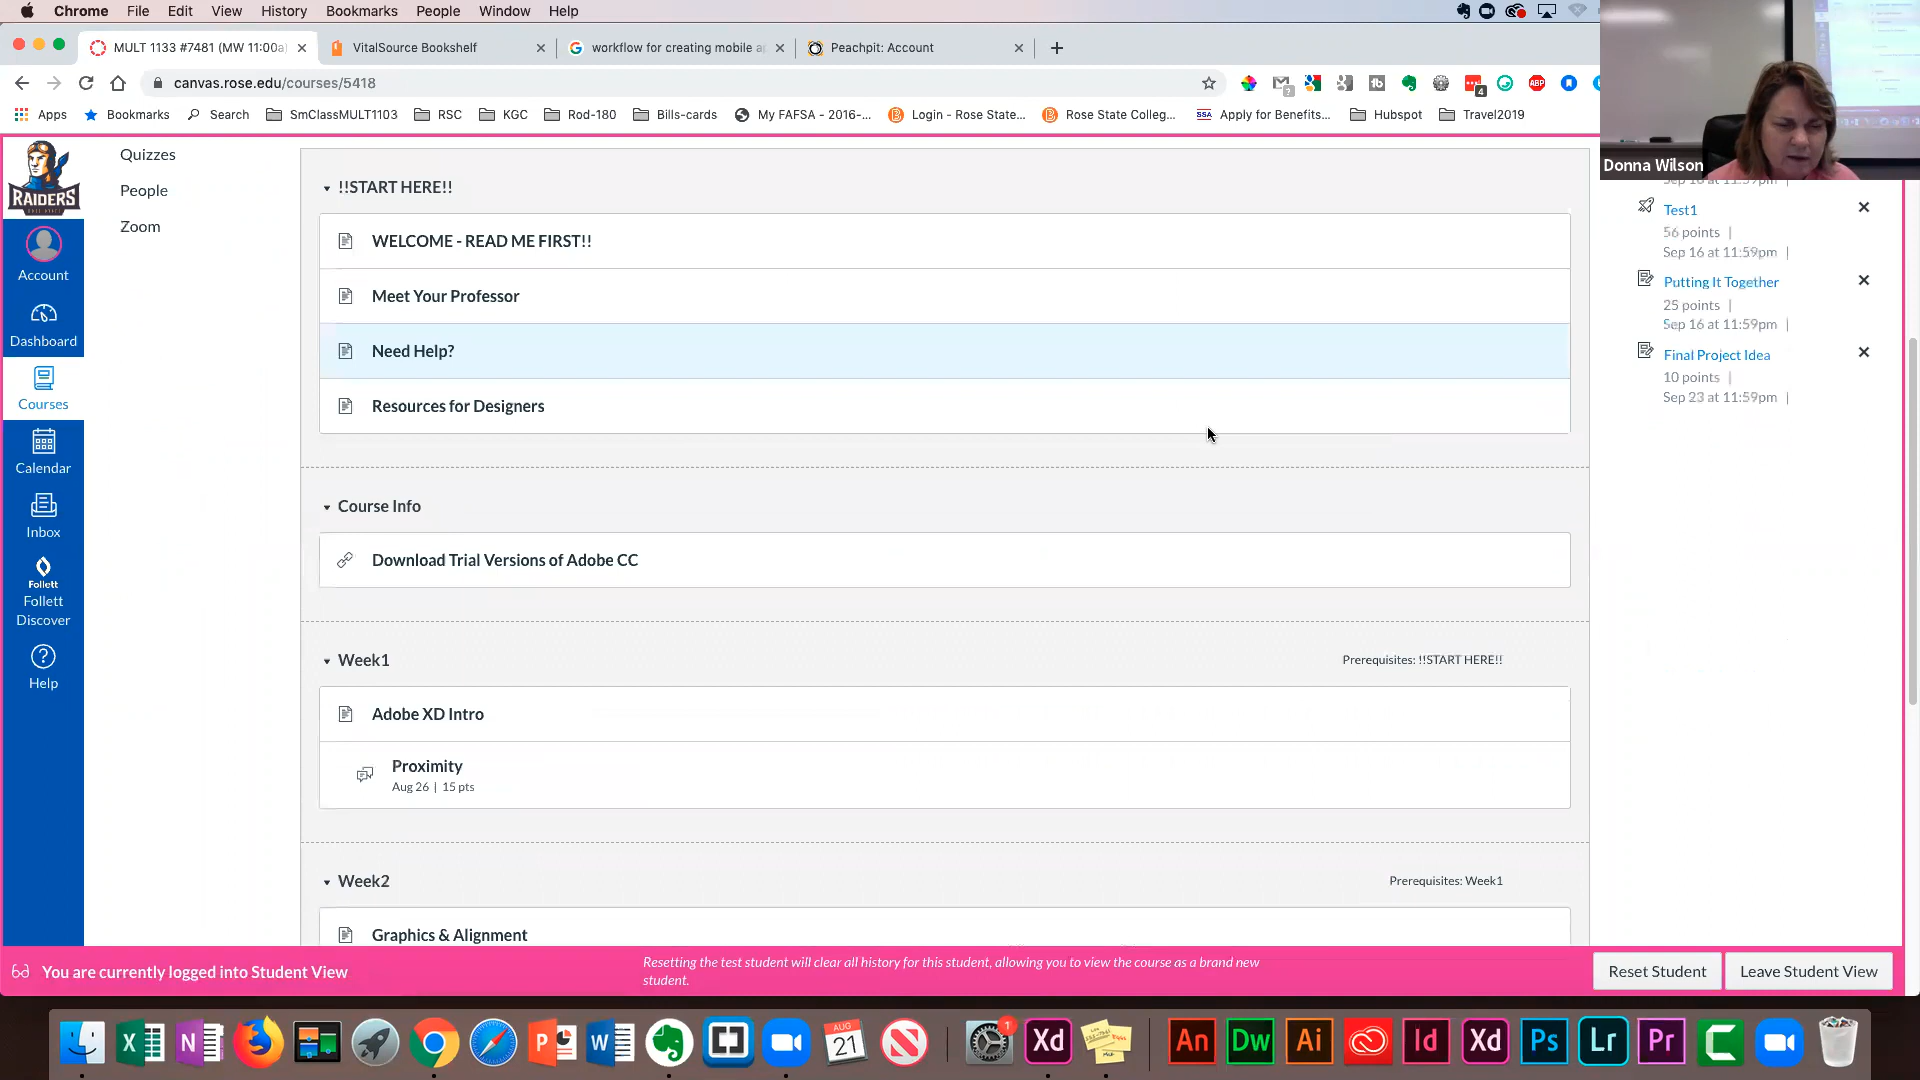 Chrome File Edit View History Bookmarks People Window Help
MULT 1133 #7481 (MW 11:00a
VitalSource Bookshelf
workflow for creating mobile a
Peachpit: Account
canvas.rose.edu/courses/5418
Apps Bookmarks Search SmClassMULT1103 RSC KGC Rod-180 Bills-cards My FAFSA - 2016-... Login - Rose State... Rose State Colleg... SSA Apply for Benefits... Hubspot Travel2019
Donna Wilson
RAIDERS
Account
Dashboard
Courses
Calendar
Inbox
Follett
Follett
Discover
Help
Quizzes
People
Zoom
!!START HERE!!
WELCOME - READ ME FIRST!!
Meet Your Professor
Need Help?
Resources for Designers
Course Info
Download Trial Versions of Adobe CC
Week1
Prerequisites: !!START HERE!!
Adobe XD Intro
Proximity
Aug 26 | 15 pts
Week2
Prerequisites: Week1
Graphics & Alignment
Sep 16 at 11:59pm |
Test1
56 points |
Sep 16 at 11:59pm |
Putting It Together
25 points |
Sep 16 at 11:59pm |
Final Project Idea
10 points |
Sep 23 at 11:59pm |
You are currently logged into Student View
Resetting the test student will clear all history for this student, allowing you to view the course as a brand new
student.
Reset Student
Leave Student View
AUG
21
1
Xd
An Dw Ai Id Xd Ps Lr Pr